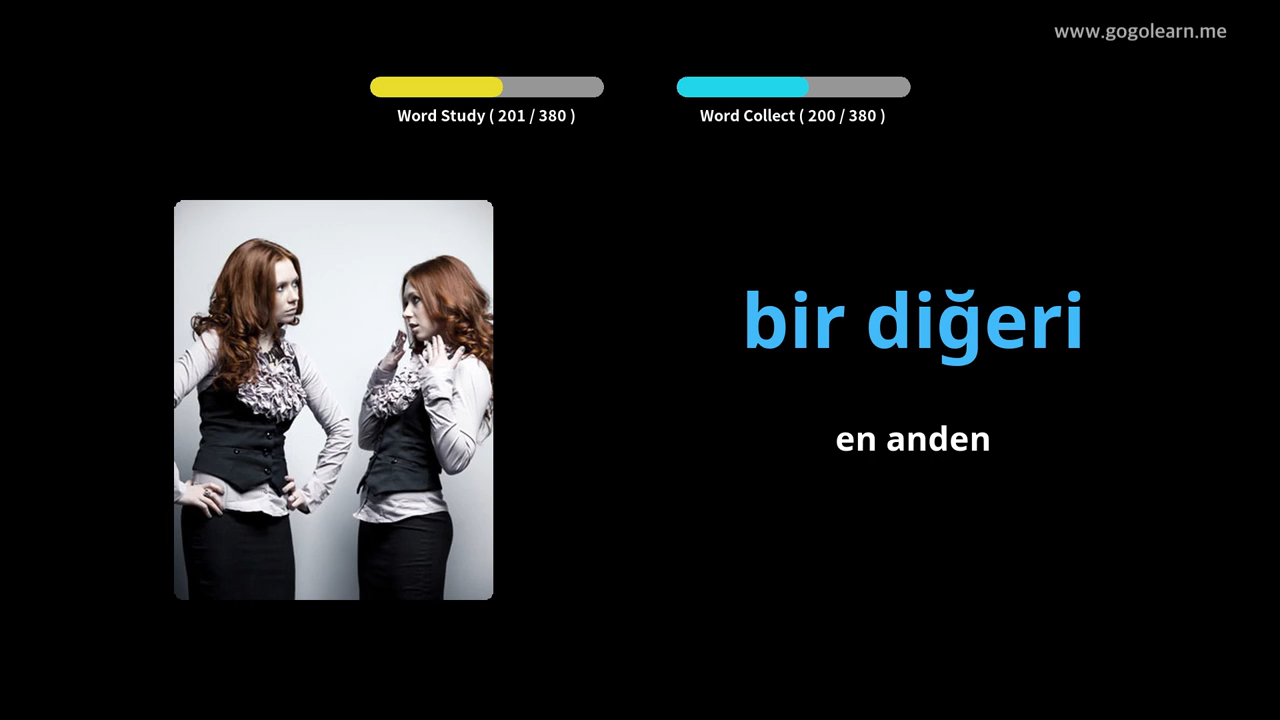 www.gogolearn.me
Word Study ( 201 / 380 )
Word Collect ( 200 / 380 )
bir diğeri
en anden